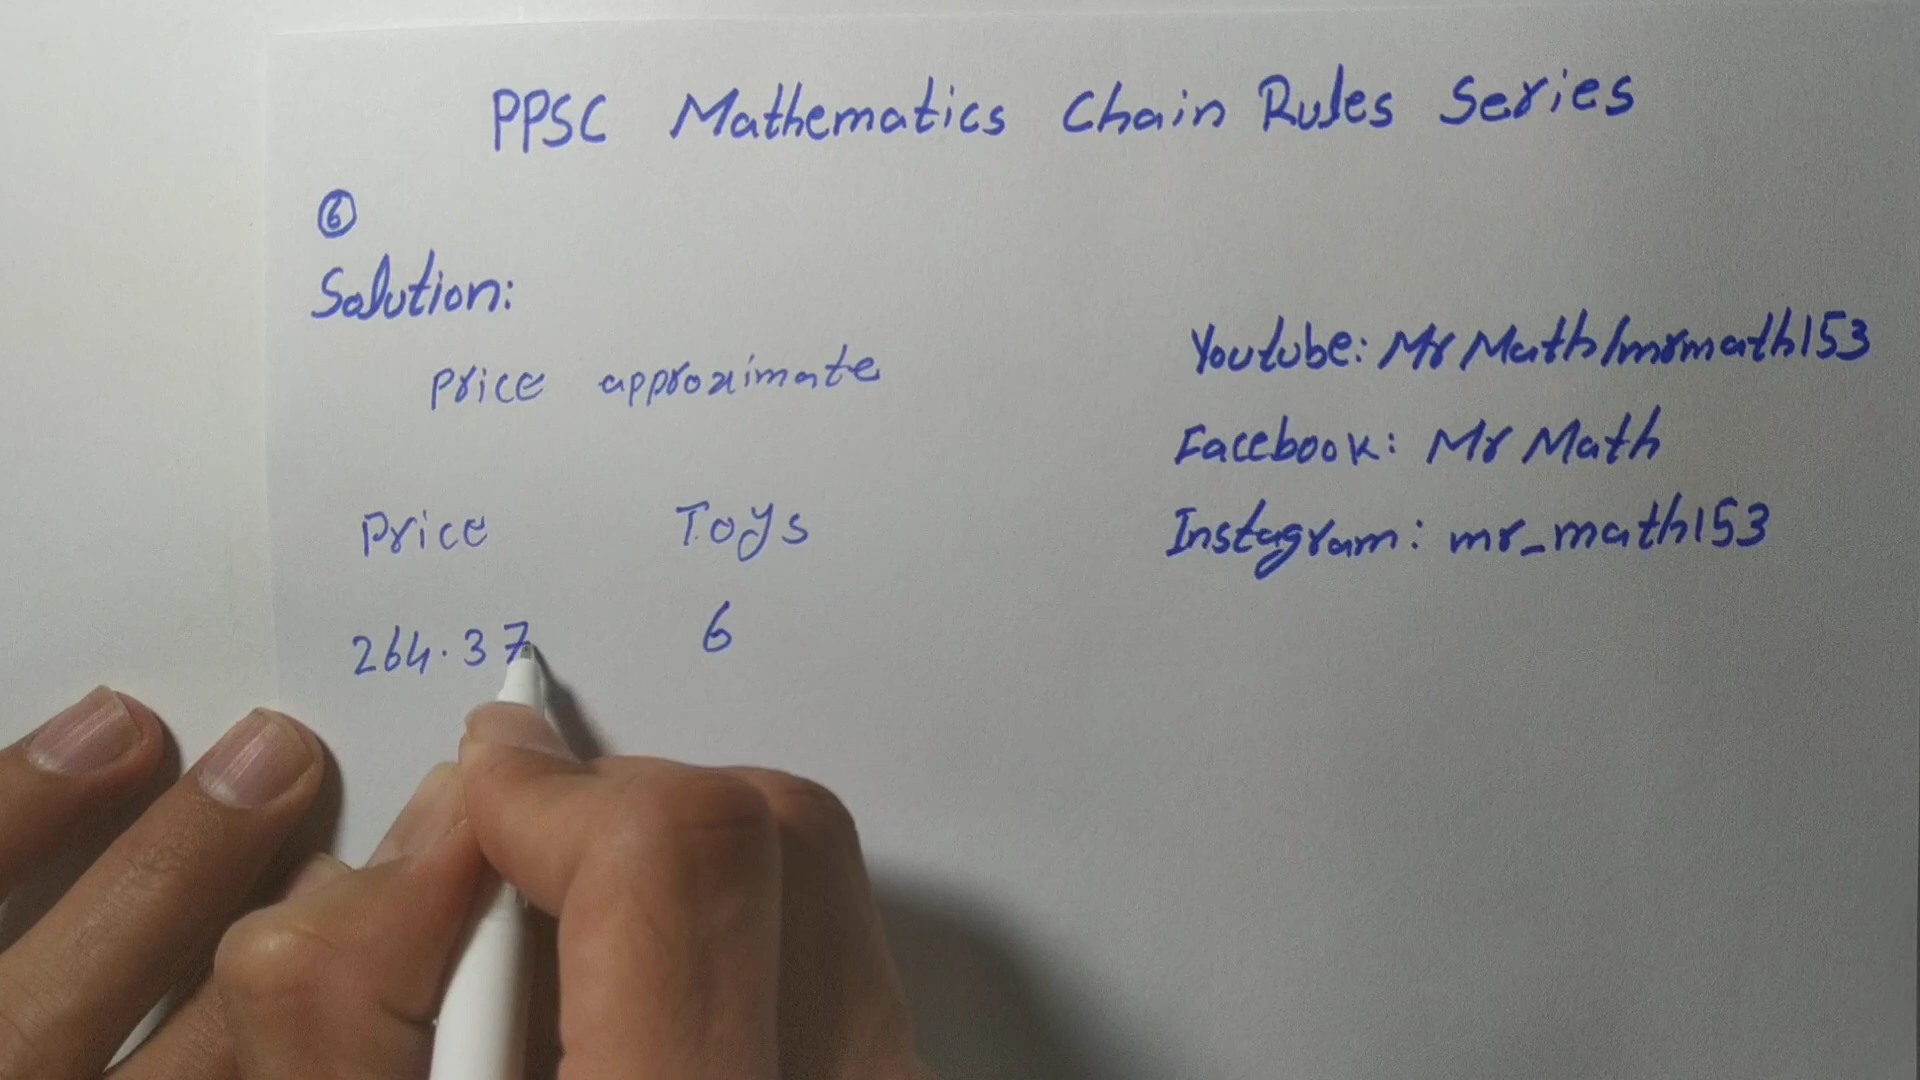 PPSC Mathematics Chain Rules Series
6
Solution:
Price approximate
Youtube: Mr Math/mrmath153
Facebook: Mr Math
Instagram: mr_math153
Price Toys
264.37 6